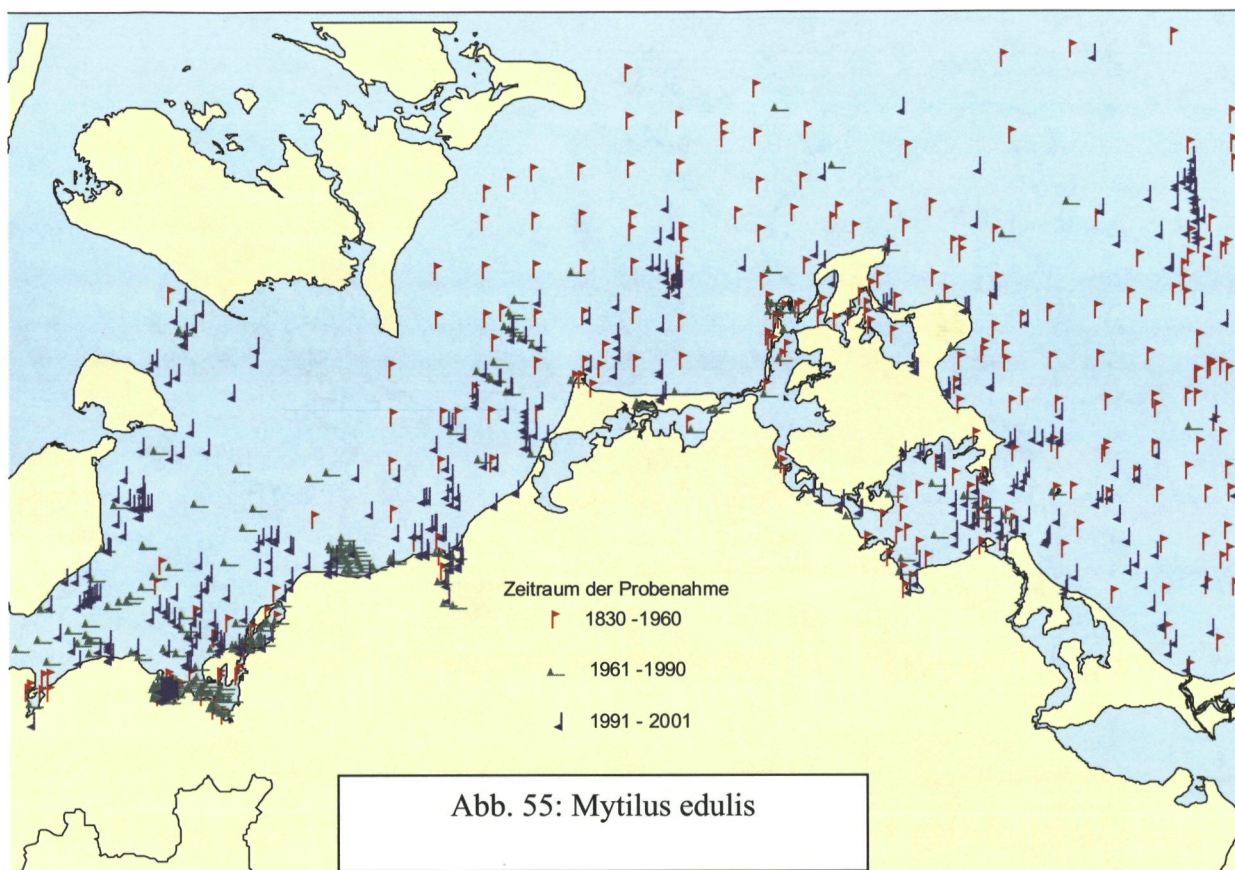 Zeitraum der Probenahme
1830 -1960
1961 -1990
1991 - 2001
Abb. 55: Mytilus edulis